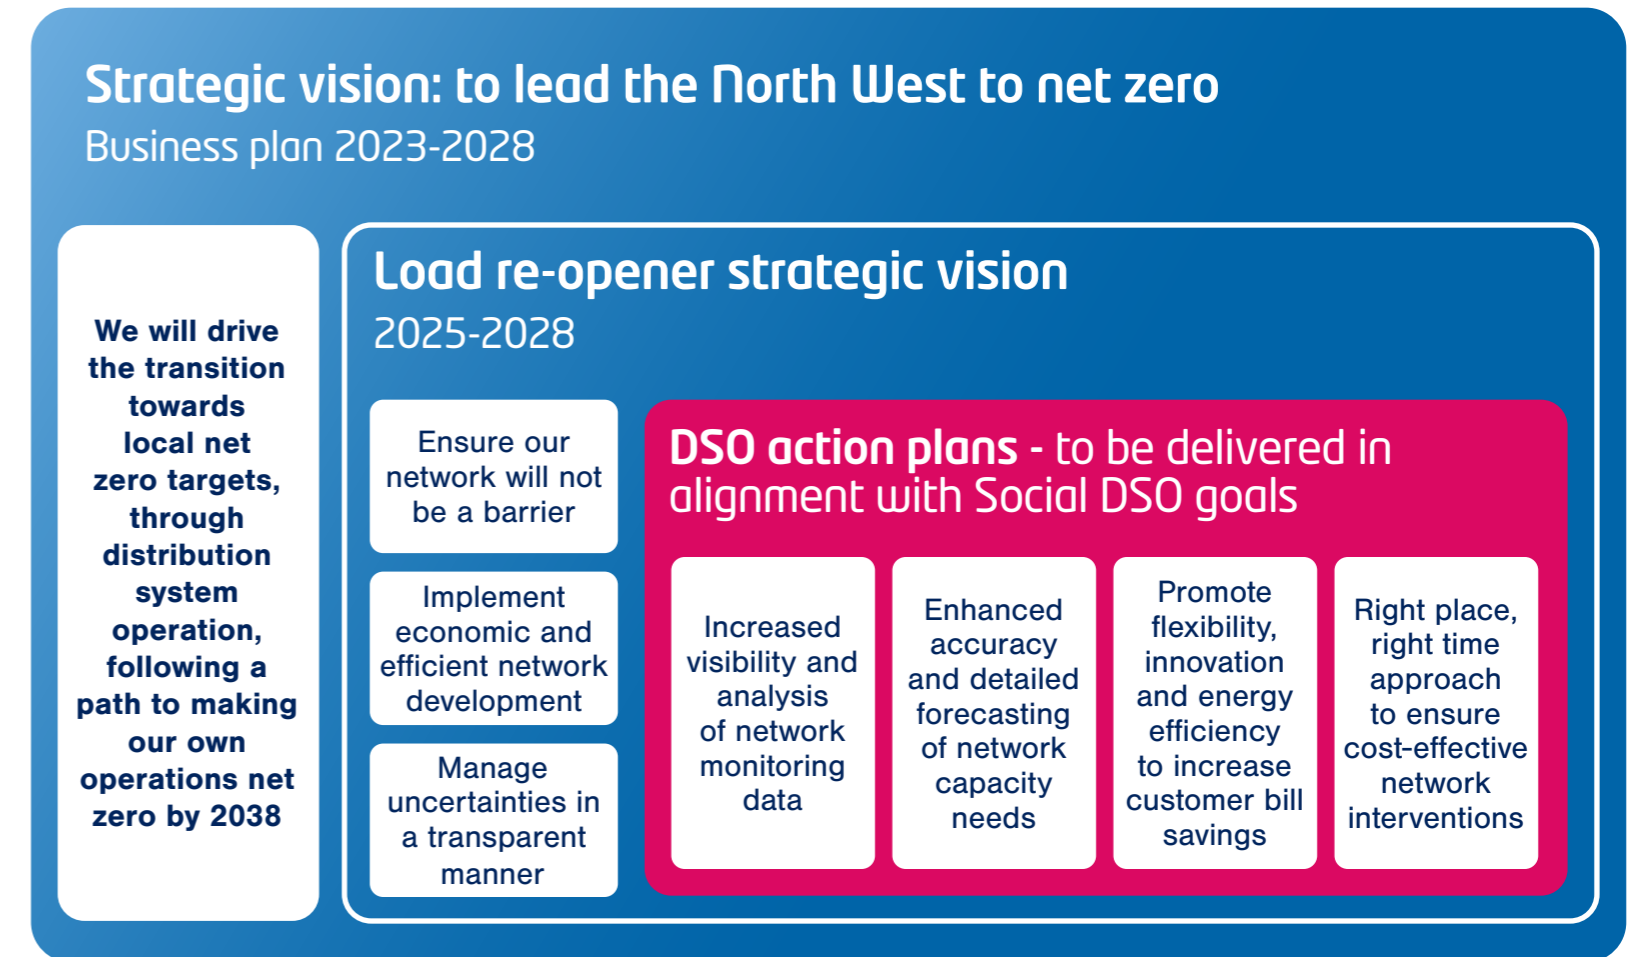 Strategic vision: to lead the North West to net zero
Business plan 2023-2028
We will drive
the transition
towards
local net
zero targets,
through
distribution
system
operation,
following a
path to making
our own
operations net
zero by 2038
Load re-opener strategic vision
2025-2028
Ensure our
network will not
be a barrier
Implement
economic and
efficient network
development
Manage
uncertainties in
a transparent
manner
DSO action plans - to be delivered in
alignment with Social DSO goals
Increased
visibility and
analysis
of network
monitoring
data
Enhanced
accuracy
and detailed
forecasting
of network
capacity
needs
Promote
flexibility,
innovation
and energy
efficiency
to increase
customer bill
savings
Right place,
right time
approach
to ensure
cost-effective
network
interventions